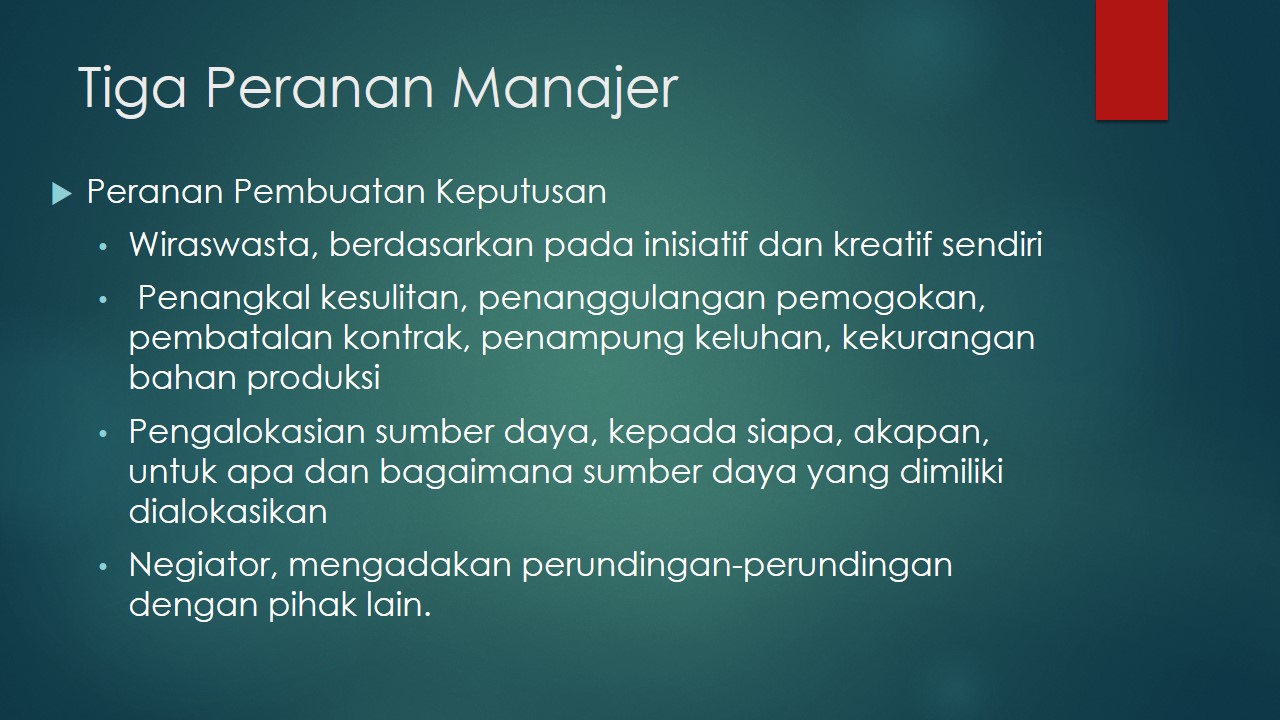 Tiga Peranan Manajer
Peranan Pembuatan Keputusan
Wiraswasta, berdasarkan pada inisiatif dan kreatif sendiri
Penangkal kesulitan, penanggulangan pemogokan,
pembatalan kontrak, penampung keluhan, kekurangan
bahan produksi
Pengalokasian sumber daya, kepada siapa, akapan,
untuk apa dan bagaimana sumber daya yang dimiliki
dialokasikan
Negiator, mengadakan perundingan-perundingan
dengan pihak lain.